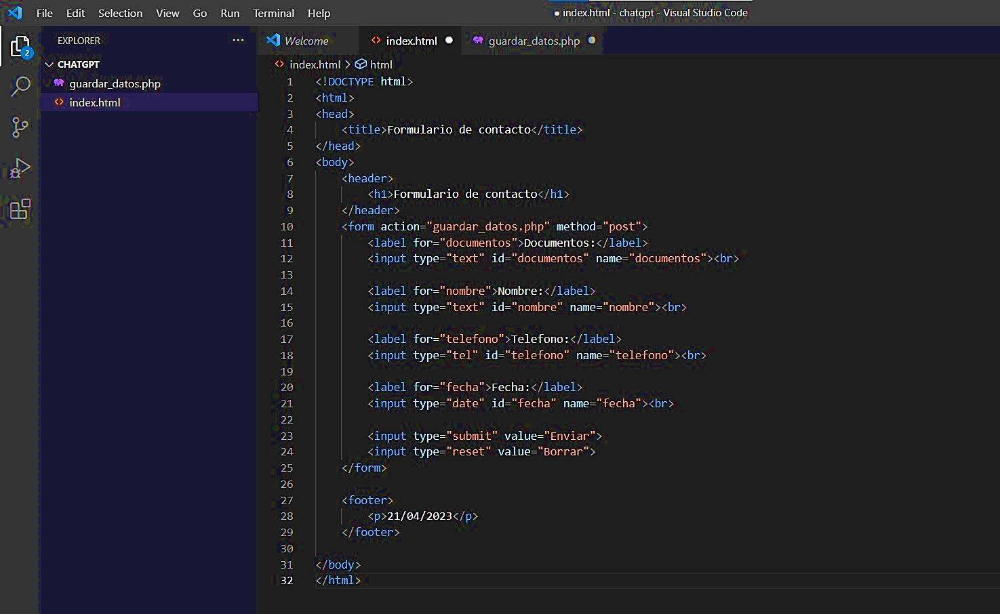 File Edit Selection View Go Run Terminal Help
● index.html - chatgpt - Visual Studio Code
2
EXPLORER ...
CHATGPT
guardar_datos.php
<> index.html
Welcome
<> index.html ●
guardar_datos.php ●
<> index.html > html
1 <!DOCTYPE html>
2 <html>
3 <head>
4     <title>Formulario de contacto</title>
5 </head>
6 <body>
7     <header>
8         <h1>Formulario de contacto</h1>
9     </header>
10     <form action="guardar_datos.php" method="post">
11         <label for="documentos">Documentos:</label>
12         <input type="text" id="documentos" name="documentos"><br>
13
14         <label for="nombre">Nombre:</label>
15         <input type="text" id="nombre" name="nombre"><br>
16
17         <label for="telefono">Telefono:</label>
18         <input type="tel" id="telefono" name="telefono"><br>
19
20         <label for="fecha">Fecha:</label>
21         <input type="date" id="fecha" name="fecha"><br>
22
23         <input type="submit" value="Enviar">
24         <input type="reset" value="Borrar">
25     </form>
26
27     <footer>
28         <p>21/04/2023</p>
29     </footer>
30
31 </body>
32 </html>